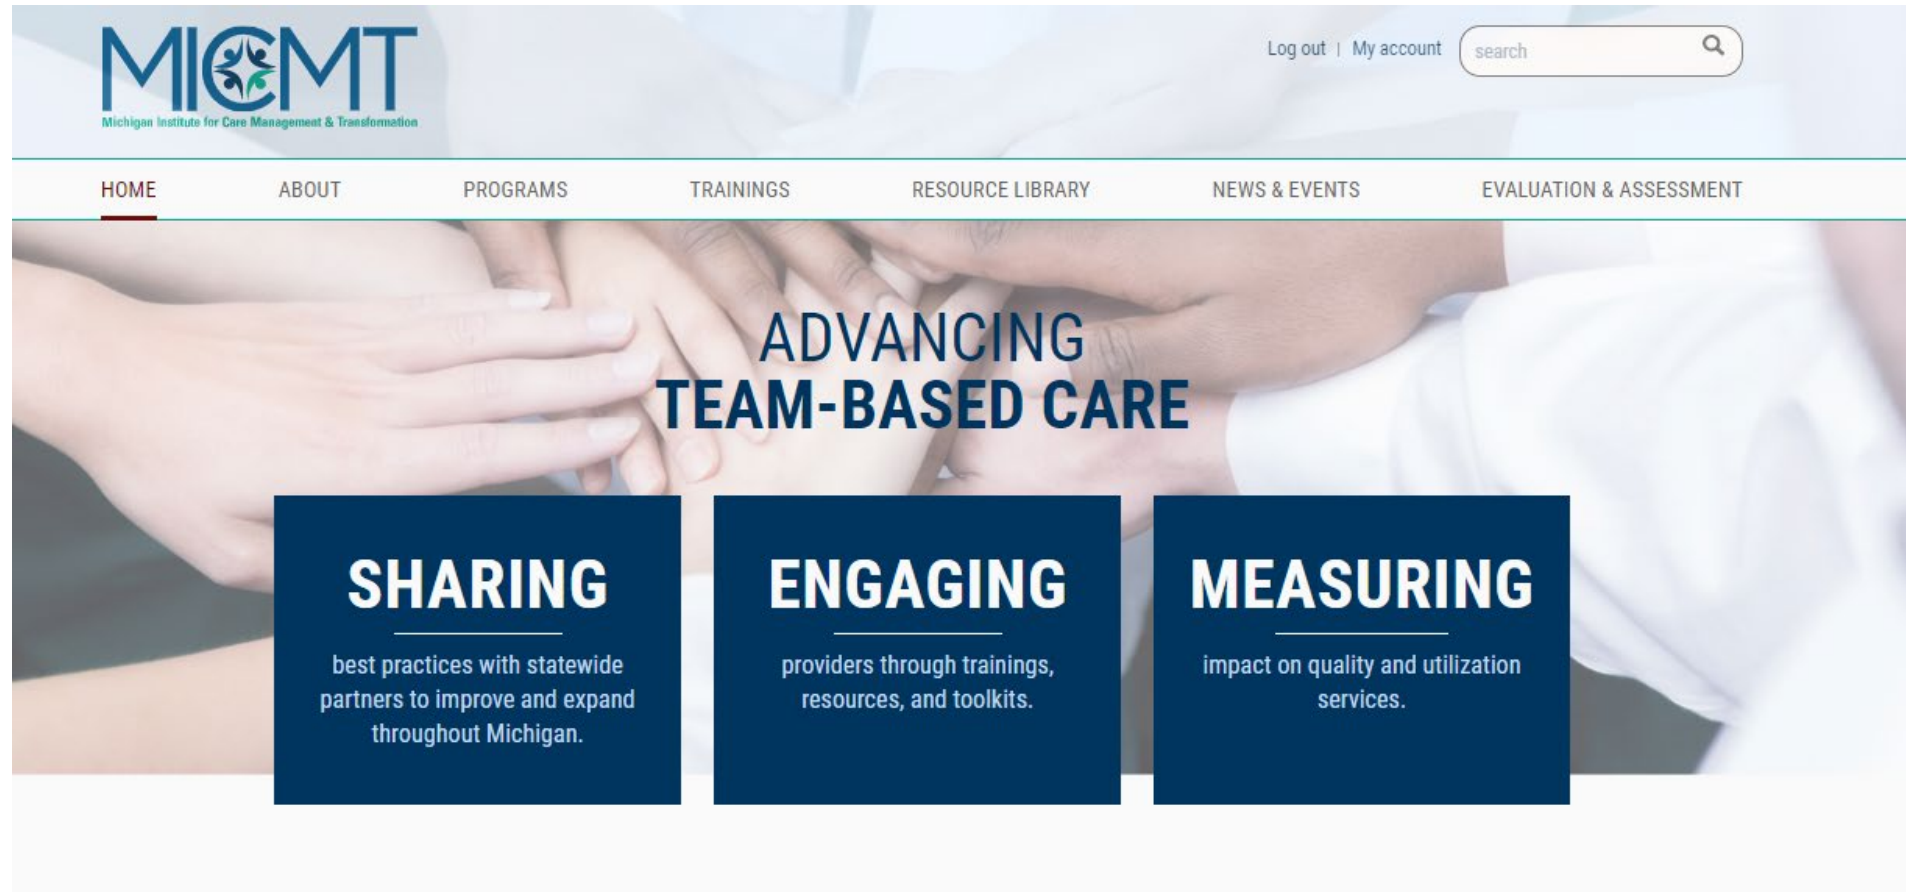 MICMT
Michigan Institute for Care Management & Transformation
Log out | My account
search
HOME ABOUT PROGRAMS TRAININGS RESOURCE LIBRARY NEWS & EVENTS EVALUATION & ASSESSMENT
ADVANCING
TEAM-BASED CARE
SHARING
best practices with statewide
partners to improve and expand
throughout Michigan.
ENGAGING
providers through trainings,
resources, and toolkits.
MEASURING
impact on quality and utilization
services.